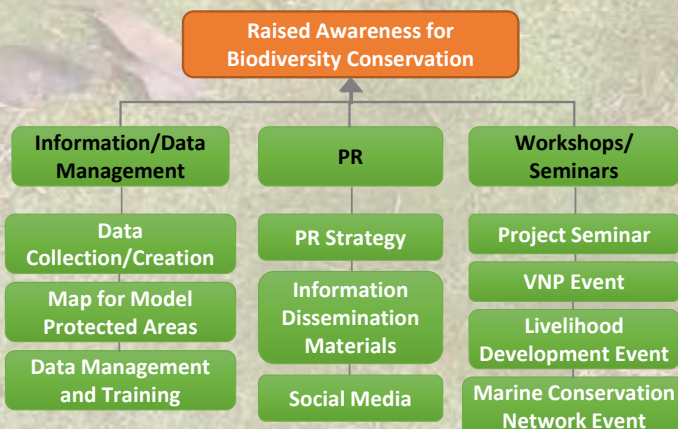 Raised Awareness for
Biodiversity Conservation
Information/Data
Management
PR
Workshops/
Seminars
Data
Collection/Creation
Map for Model
Protected Areas
Data Management
and Training
PR Strategy
Information
Dissemination
Materials
Social Media
Project Seminar
VNP Event
Livelihood
Development Event
Marine Conservation
Network Event